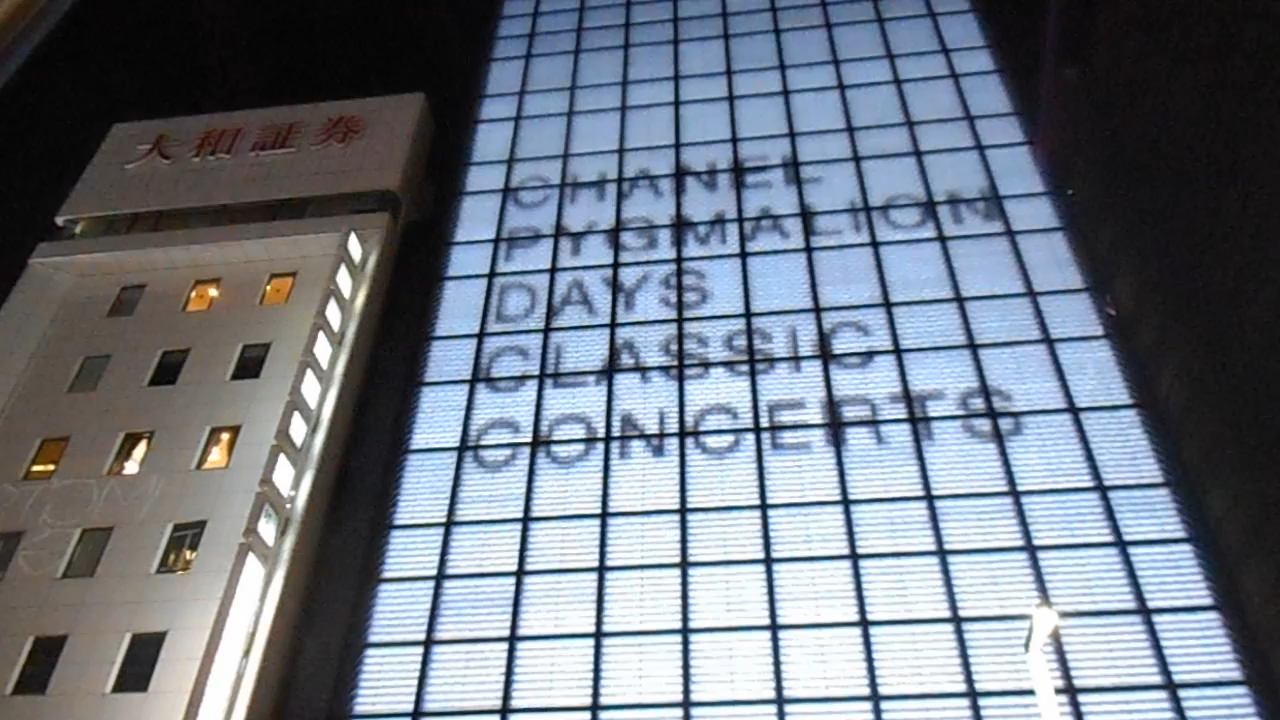 大和証券
CHANEL
PYGMALION
DAYS
CLASSIC
CONCERTS